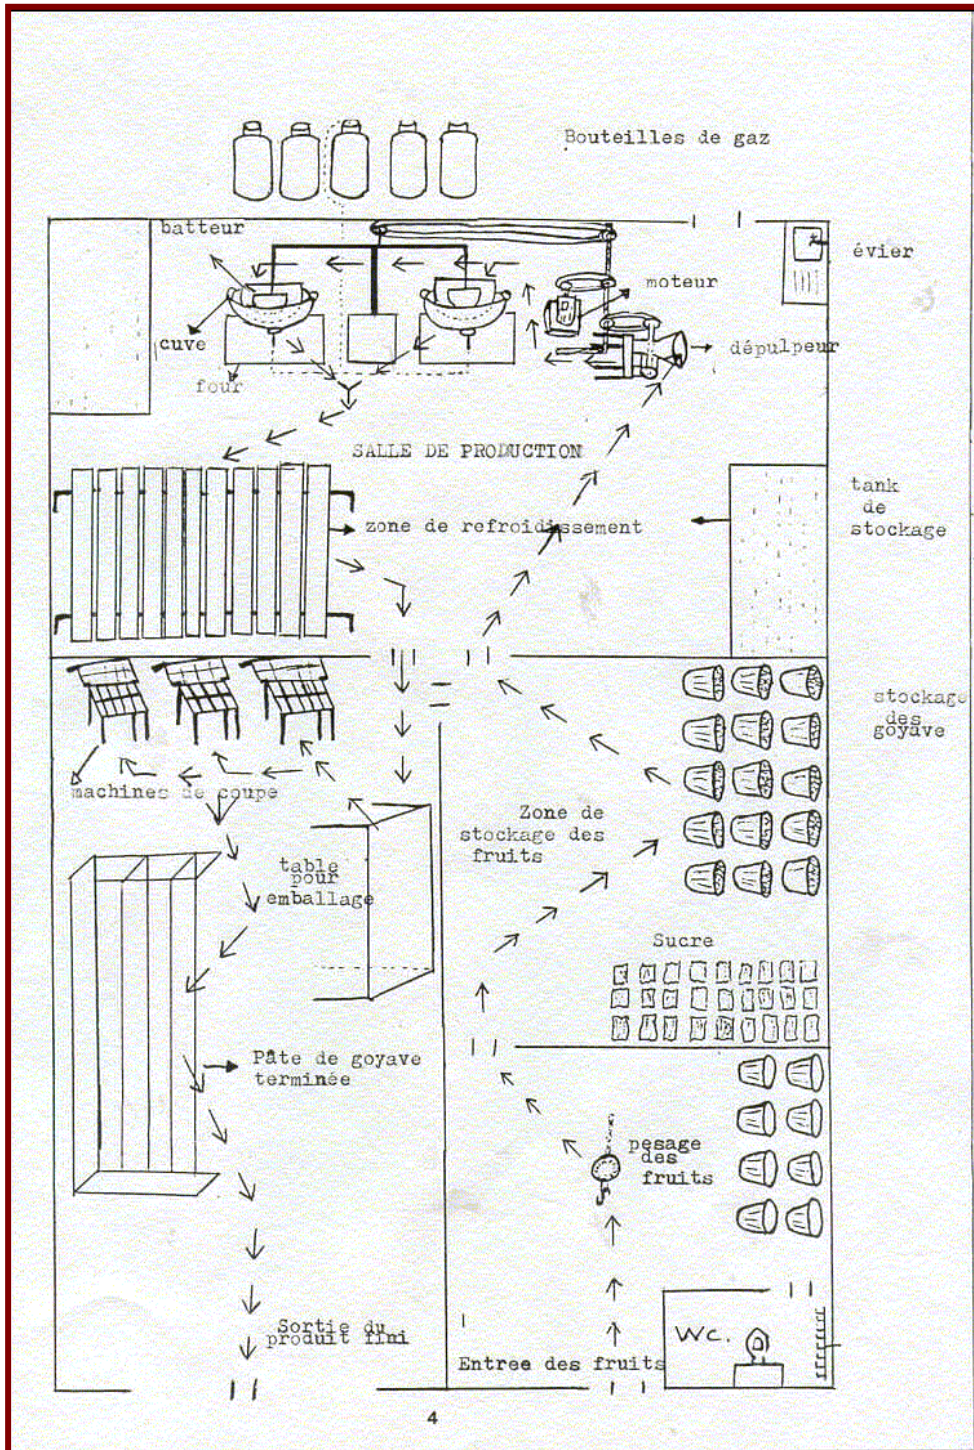 Bouteilles de gaz
batteur
évier
moteur
cuve
dépulpeur
four
SALLE DE PRODUCTION
tank
de
stockage
zone de refroidissement
stockage
des
goyave
machines de coupe
Zone de
stockage des
fruits
table
pour
emballage
Sucre
Pâte de goyave
terminée
pesage
des
fruits
Sortie du
produit fini
WC.
Entree des fruits
4